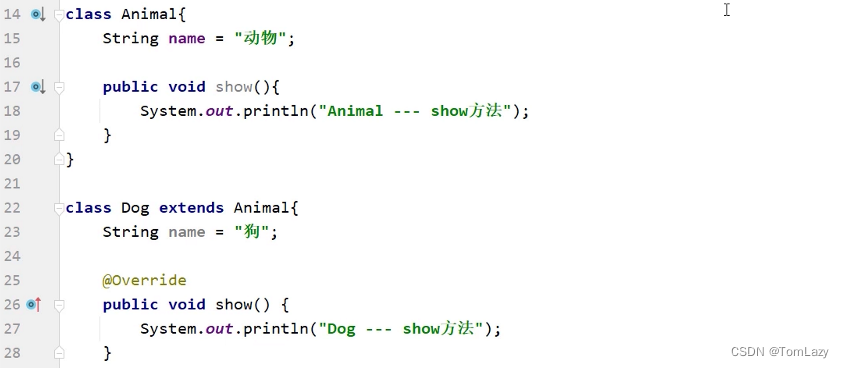 14 class Animal{
15 String name = "动物";
16
17 public void show(){
18 System.out.println("Animal --- show方法");
19 }
20 }
21
22 class Dog extends Animal{
23 String name = "狗";
24
25 @Override
26 public void show() {
27 System.out.println("Dog --- show方法");
28 }
CSDN @TomLazy